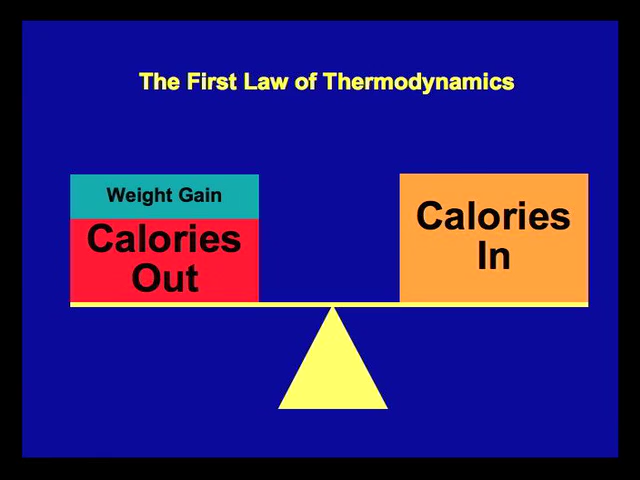 The First Law of Thermodynamics
Weight Gain
Calories
Out
Calories
In